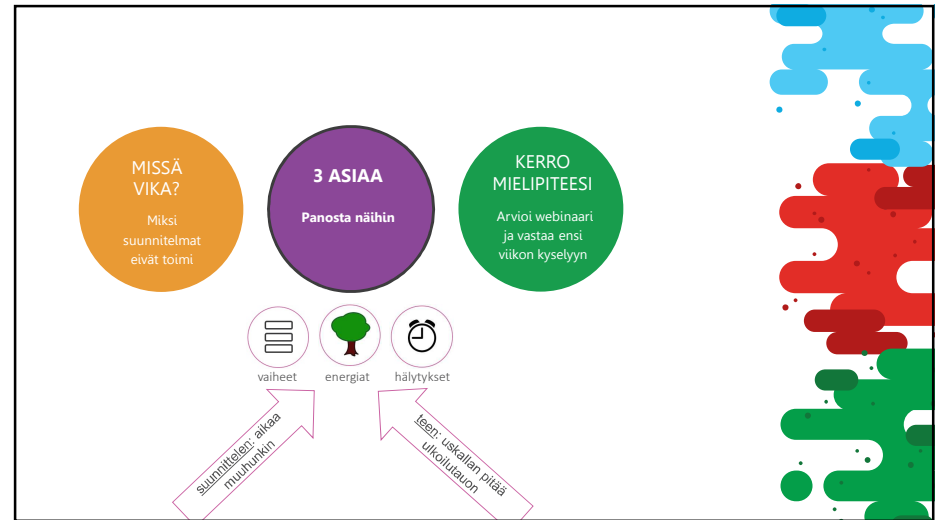 MISSÄ
VIKA?
Miksi
suunnitelmat
eivät toimi
3 ASIAA
Panosta näihin
KERRO
MIELIPITEESI
Arvioi webinaari
ja vastaa ensi
viikon kyselyyn
vaiheet
energiat
hälytykset
suunnittelen: aikaa
muuhunkin
teen: uskallan pitää
ulkoilutauon